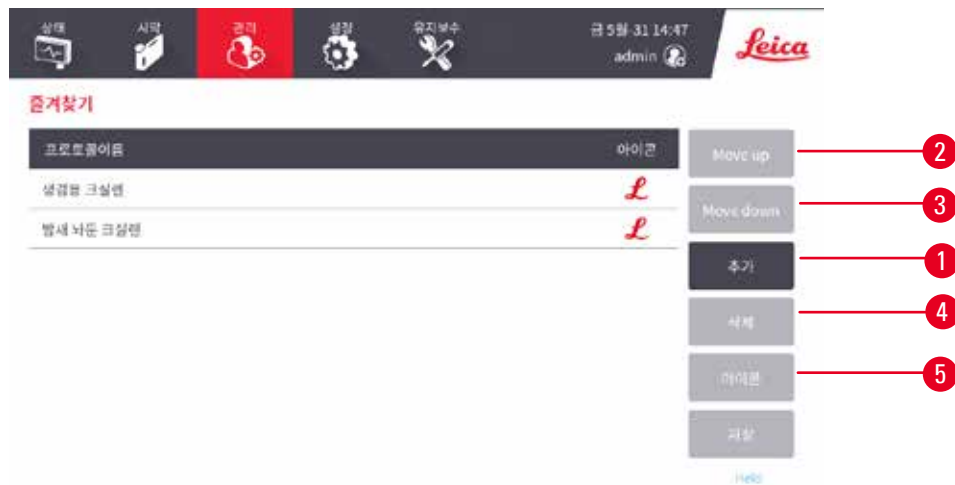 상태 시약 관리 설정 유지보수 금 5월 31 14:47
admin
Leica
즐겨찾기
프로토콜이름 아이콘
생검용 크실렌
밤새 놔둔 크실렌
Move up
2
Move down
3
추가
1
삭제
4
아이콘
5
저장
Help